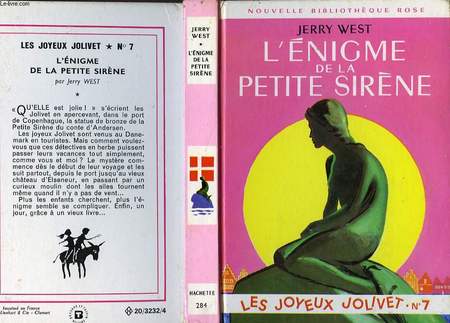 LES JOYEUX JOLIVET ★ N° 7
L'ÉNIGME
DE LA PETITE SIRÈNE
par Jerry WEST
★
« QU'ELLE est jolie ! » s'écrient les
Jolivet en apercevant, dans le port
de Copenhague, la statue de bronze de la
Petite Sirène du conte d'Andersen.
Les joyeux Jolivet sont venus au Dane-
mark en touristes. Mais comment voulez-
vous que ces détectives en herbe puissent
passer leurs vacances tout simplement,
comme vous et moi ? Le mystère com-
mence dès le début de leur voyage et les
suit partout, depuis le port jusqu'au vieux
château d'Elseneur, en passant par un
curieux moulin dont les ailes tournent
même quand il n'y a pas de vent...
Plus les enfants cherchent, plus l'é-
nigme semble se compliquer. Enfin, un
jour, grâce à un vieux livre...
Imprimé en France
T
H 20/3232/4
JERRY
WEST
★
L'ÉNIGME
DE LA
PETITE
SIRÈNE
HACHETTE
284
NOUVELLE BIBLIOTHÈQUE ROSE
JERRY WEST
L'ÉNIGME
DE LA
PETITE SIRÈNE
LES JOYEUX JOLIVET · N° 7